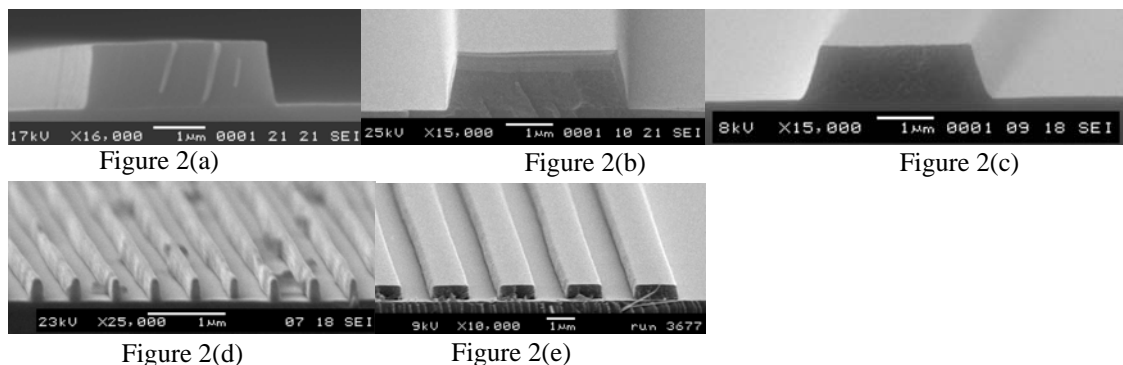 17kV X16,000 1μm 0001 21 21 SEI
25kV X15,000 1μm 0001 10 21 SEI
8kV X15,000 1μm 0001 09 18 SEI
Figure 2(a)
Figure 2(b)
Figure 2(c)
23kV X25,000 1μm 07 18 SEI
9kV X10,000 1μm run 3677
Figure 2(d)
Figure 2(e)